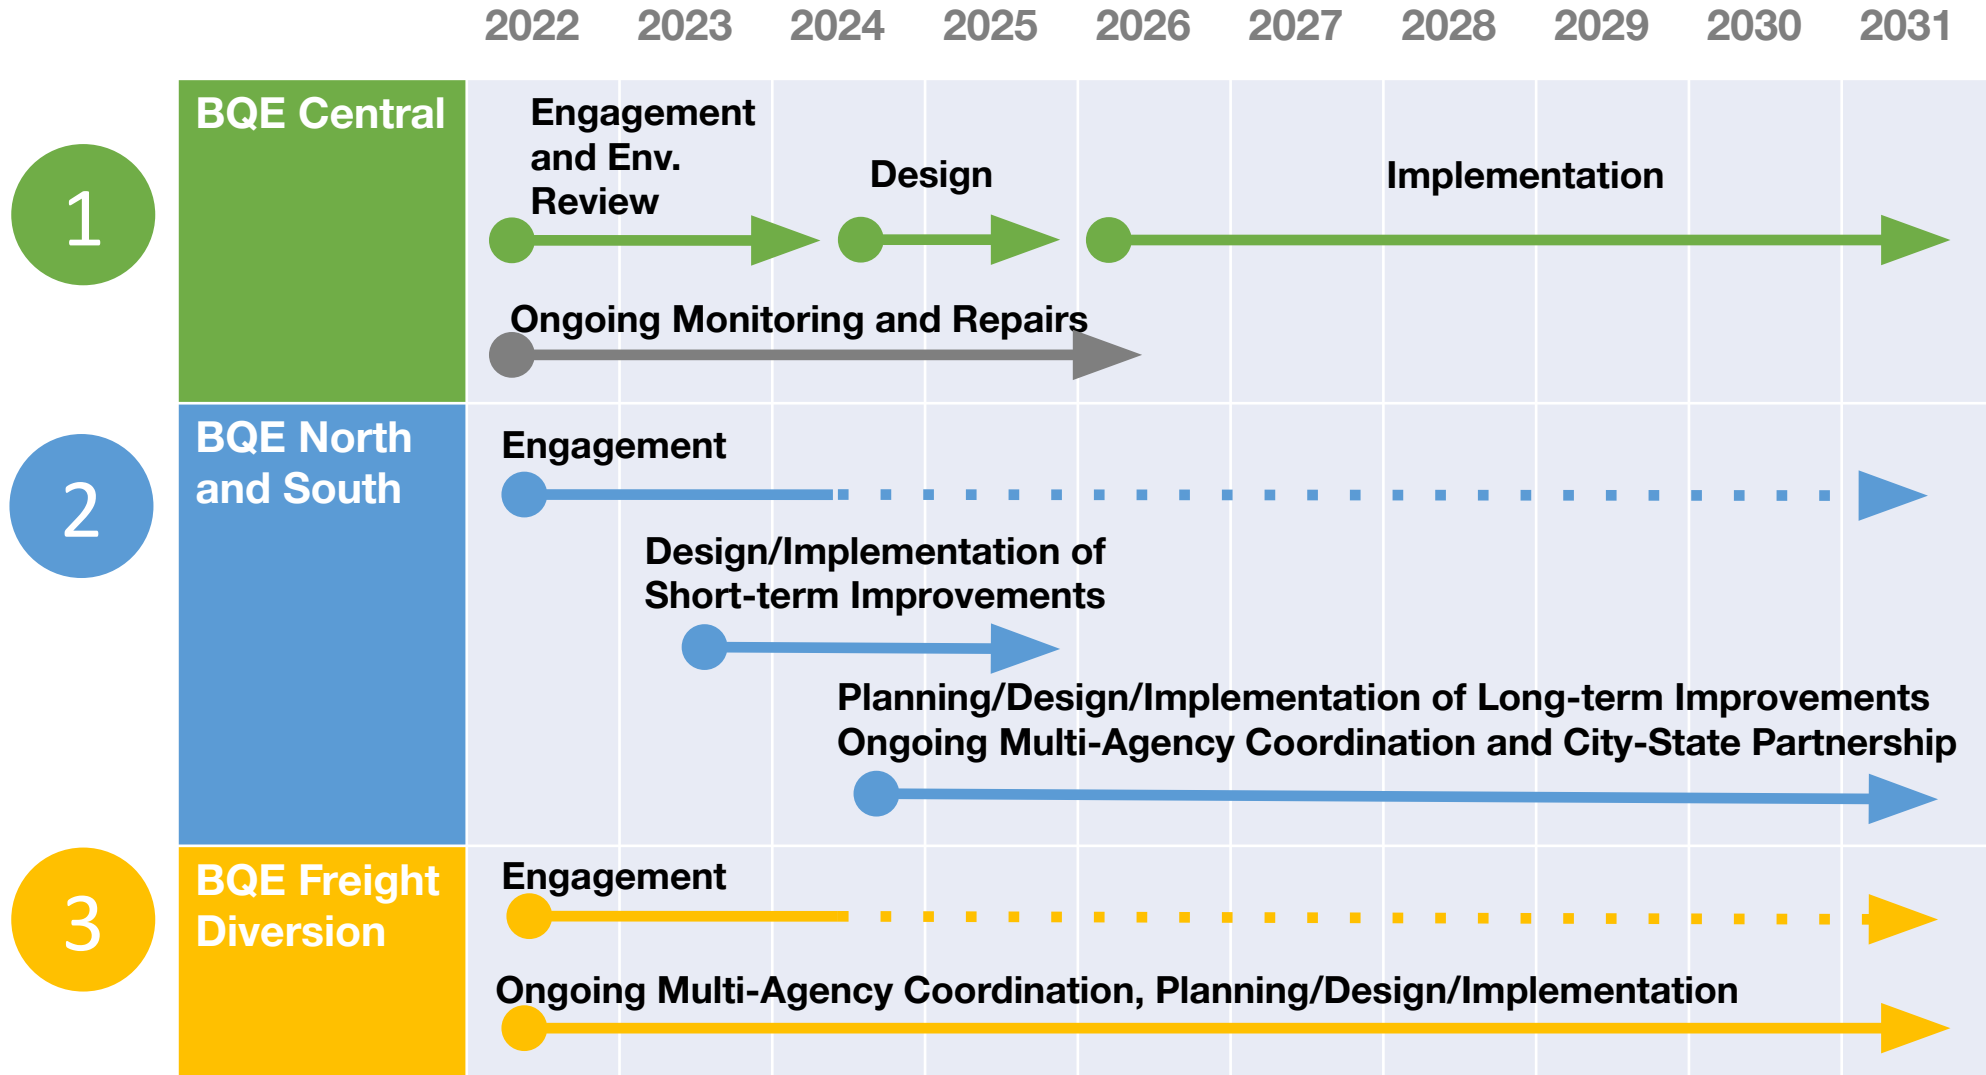 2022 2023 2024 2025 2026 2027 2028 2029 2030 2031
1
BQE Central
Engagement
and Env.
Review
Design
Implementation
Ongoing Monitoring and Repairs
2
BQE North
and South
Engagement
Design/Implementation of
Short-term Improvements
Planning/Design/Implementation of Long-term Improvements
Ongoing Multi-Agency Coordination and City-State Partnership
3
BQE Freight
Diversion
Engagement
Ongoing Multi-Agency Coordination, Planning/Design/Implementation